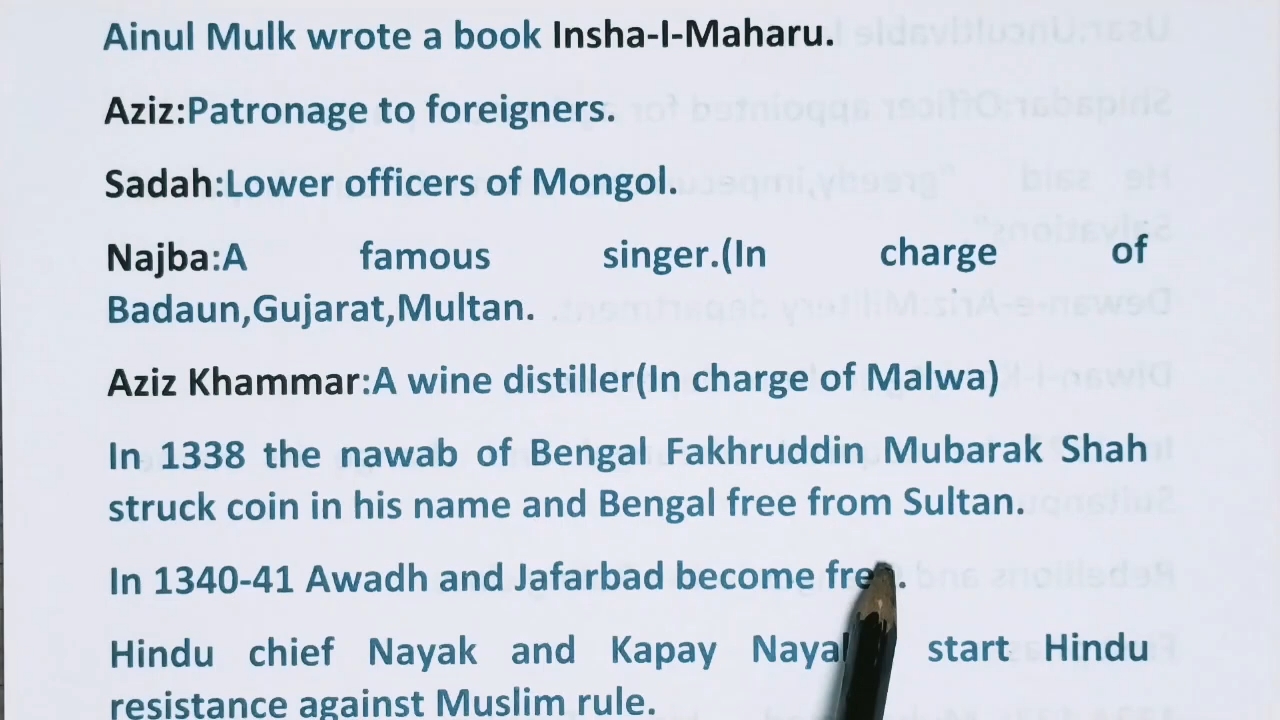 Ainul Mulk wrote a book Insha-I-Maharu.
Aziz:Patronage to foreigners.
Sadah:Lower officers of Mongol.
Najba:A famous singer.(In charge of
Badaun,Gujarat,Multan.
Aziz Khammar:A wine distiller(In charge of Malwa)
In 1338 the nawab of Bengal Fakhruddin Mubarak Shah
struck coin in his name and Bengal free from Sultan.
In 1340-41 Awadh and Jafarbad become free.
Hindu chief Nayak and Kapay Nayak start Hindu
resistance against Muslim rule.